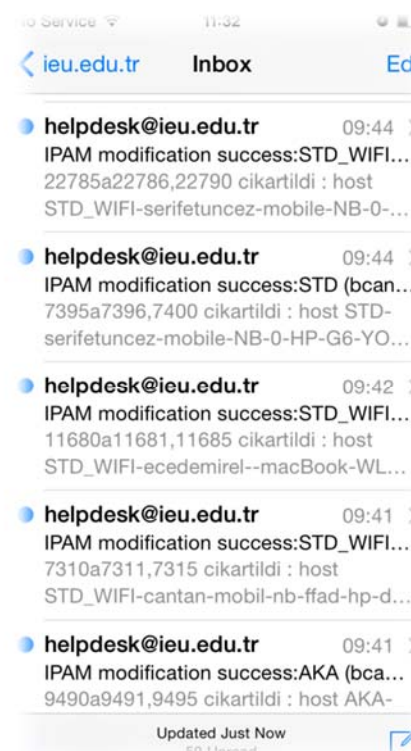 Service 11:32
ieu.edu.tr Inbox Ed
helpdesk@ieu.edu.tr 09:44
IPAM modification success:STD_WIFI...
22785a22786,22790 cikartildi : host
STD_WIFI-serifetuncez-mobile-NB-0-...
helpdesk@ieu.edu.tr 09:44
IPAM modification success:STD (bcan...
7395a7396,7400 cikartildi : host STD-
serifetuncez-mobile-NB-0-HP-G6-YO...
helpdesk@ieu.edu.tr 09:42
IPAM modification success:STD_WIFI...
11680a11681,11685 cikartildi : host
STD_WIFI-ecedemirel--macBook-WL...
helpdesk@ieu.edu.tr 09:41
IPAM modification success:STD_WIFI...
7310a7311,7315 cikartildi : host
STD_WIFI-cantan-mobil-nb-ffad-hp-d...
helpdesk@ieu.edu.tr 09:41
IPAM modification success:AKA (bca...
9490a9491,9495 cikartildi : host AKA-
Updated Just Now
Unread